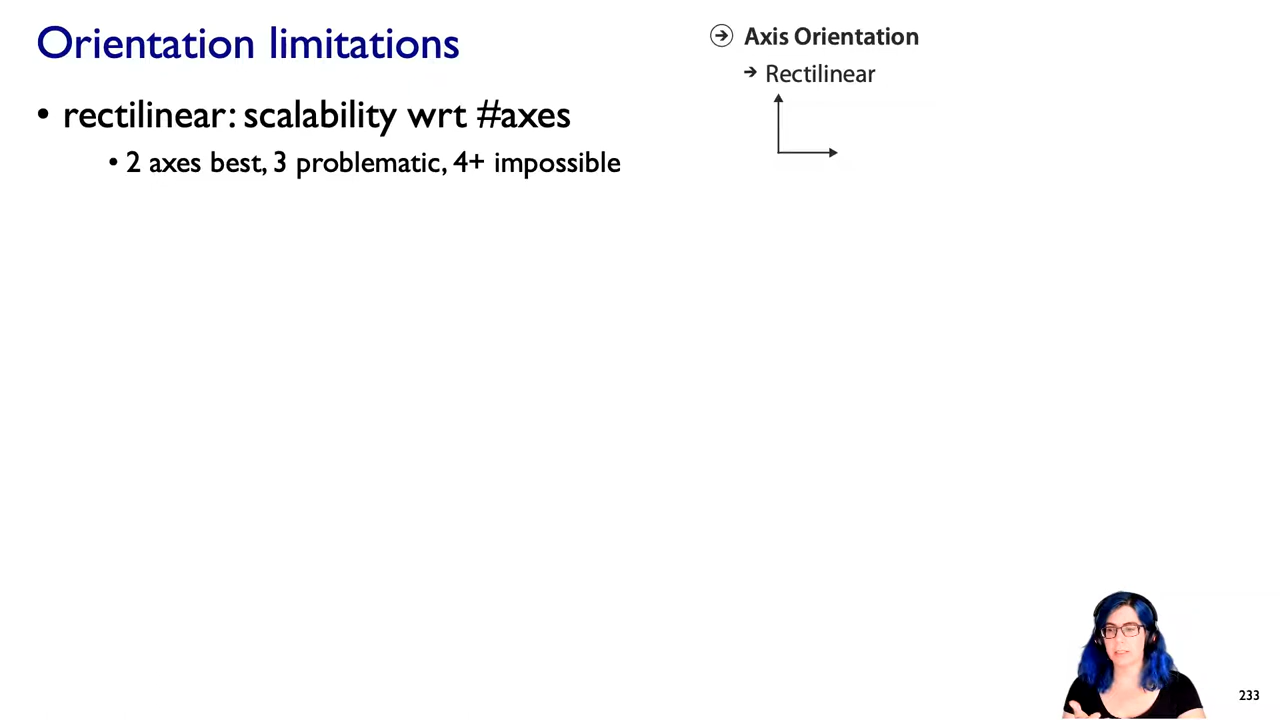 Orientation limitations
• rectilinear: scalability wrt #axes
• 2 axes best, 3 problematic, 4+ impossible
Axis Orientation
Rectilinear
233